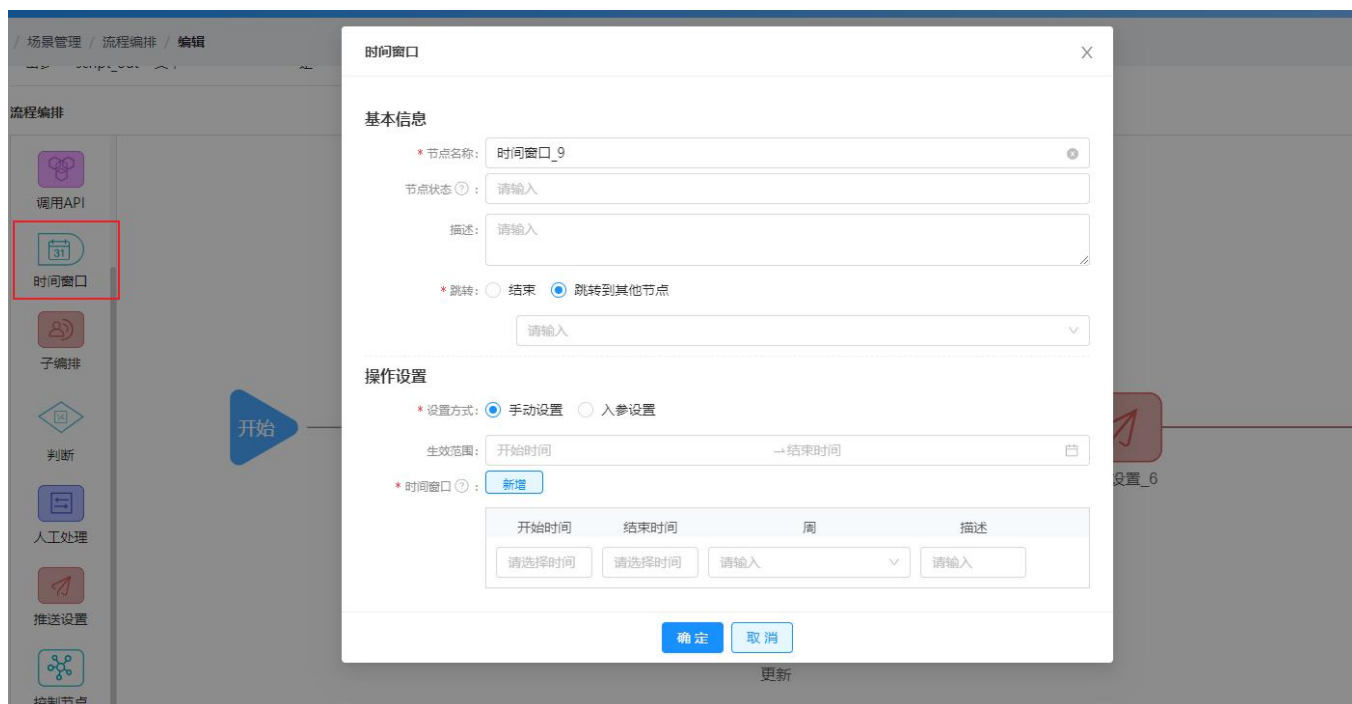 / 场景管理 / 流程编排 / 编辑
流程编排
调用API
31
时间窗口
子编排
判断
人工处理
推送设置
控制节点
开始
设置_6
更新
时间窗口
基本信息
* 节点名称: 时间窗口_9
节点状态 ? : 请输入
描述: 请输入
* 跳转: 结束 跳转到其他节点
请输入
操作设置
* 设置方式: 手动设置 入参设置
生效范围: 开始时间 → 结束时间
* 时间窗口 ? : 新增
开始时间 结束时间 周 描述
请选择时间 请选择时间 请输入 请输入
确定 取消